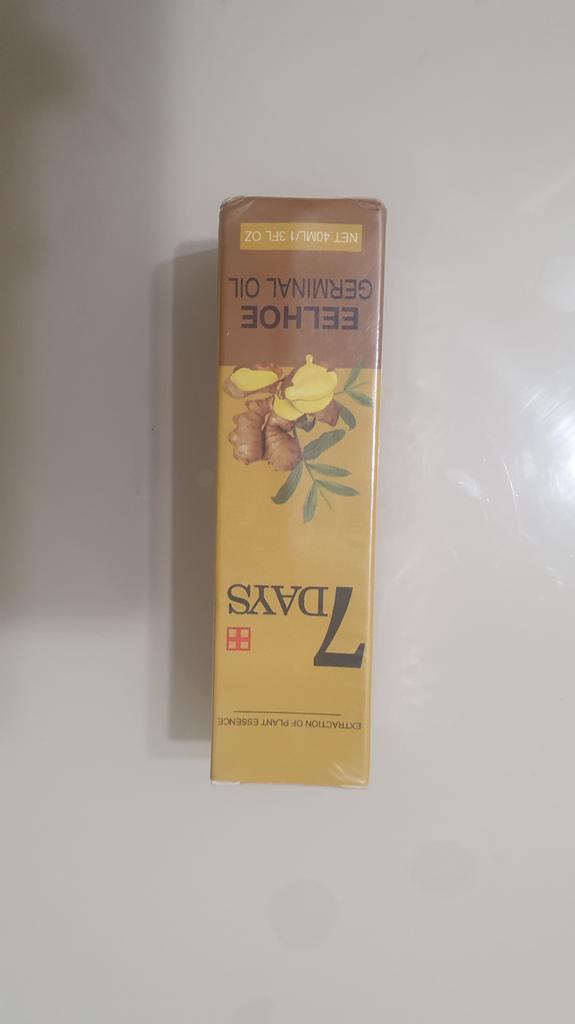 EXTRACTION OF PLANT ESSENCE
7
DAYS
EELHOE
GERMINAL OIL
NET 40ML/1 3FL OZ